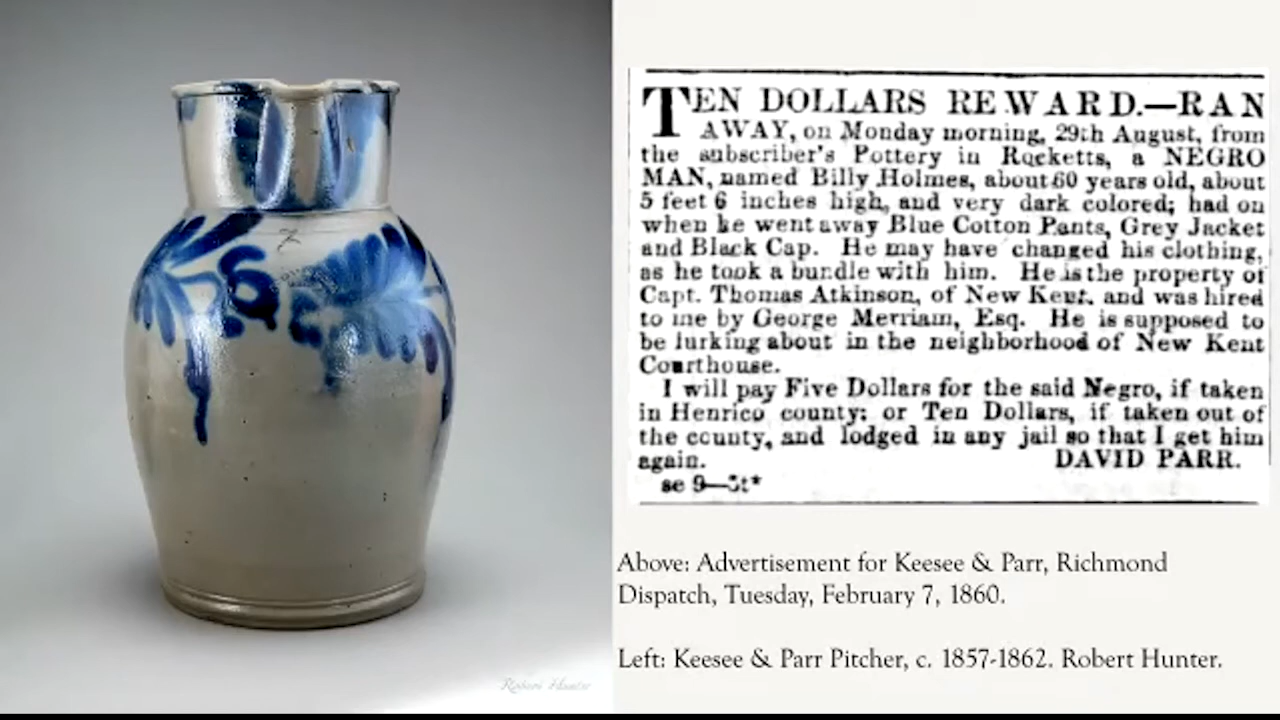 TEN DOLLARS REWARD.—RAN
AWAY, on Monday morning, 29th August, from
the subscriber's Pottery in Rocketts, a NEGRO
MAN, named Billy Holmes, about 60 years old, about
5 feet 6 inches high, and very dark colored; had on
when he went away Blue Cotton Pants, Grey Jacket
and Black Cap. He may have changed his clothing,
as he took a bundle with him. He is the property of
Capt. Thomas Atkinson, of New Kent, and was hired
to me by George Merriam, Esq. He is supposed to
be lurking about in the neighborhood of New Kent
Courthouse.
I will pay Five Dollars for the said Negro, if taken
in Henrico county; or Ten Dollars, if taken out of
the county, and lodged in any jail so that I get him
again. DAVID PARR.
se 9
Above: Advertisement for Keesee & Parr, Richmond
Dispatch, Tuesday, February 7, 1860.
Left: Keesee & Parr Pitcher, c. 1857-1862. Robert Hunter.
Robert Hunter